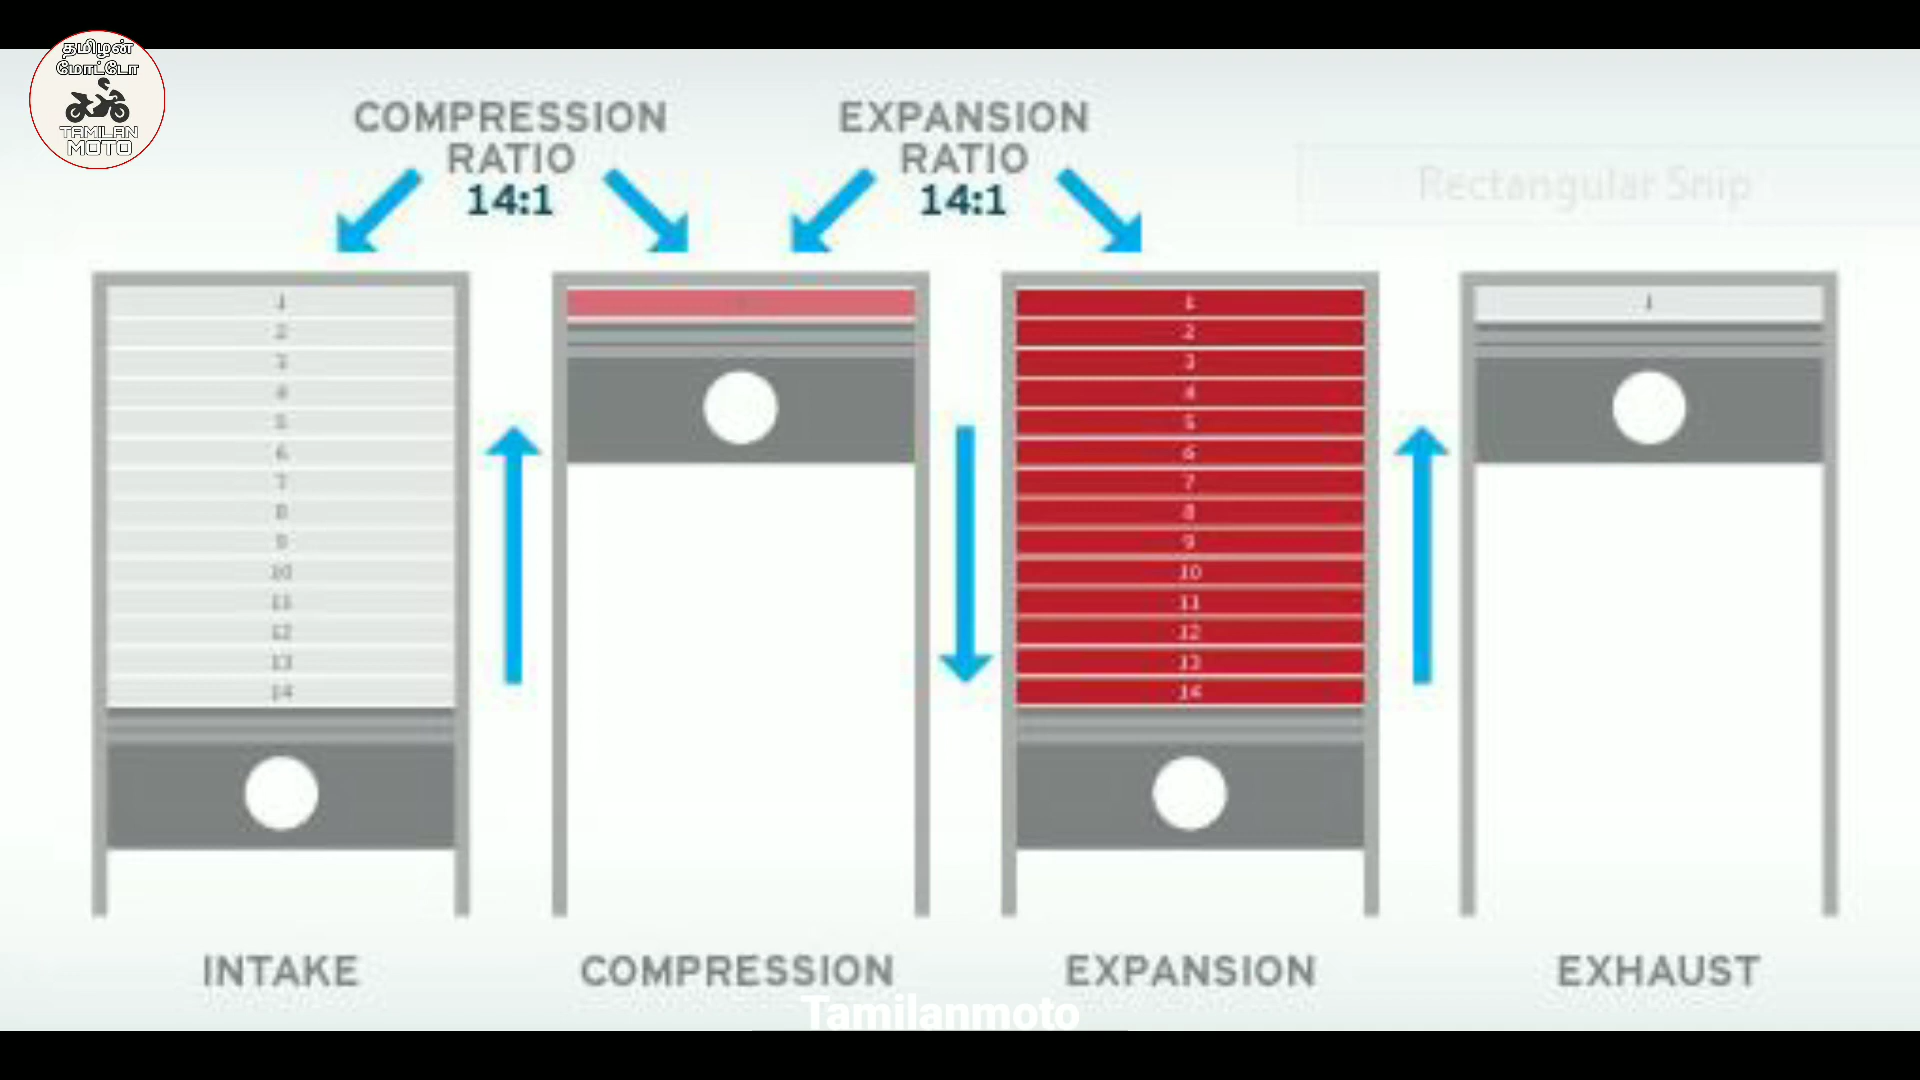 தமிழன்
மோட்டோ
TAMILAN
MOTO
COMPRESSION
RATIO
14:1
EXPANSION
RATIO
14:1
Rectangular Snip
1
2
3
4
5
6
7
8
9
10
11
12
13
14
1
2
3
4
5
6
7
8
9
10
11
12
13
14
1
INTAKE
COMPRESSION
EXPANSION
EXHAUST
Tamilanmoto